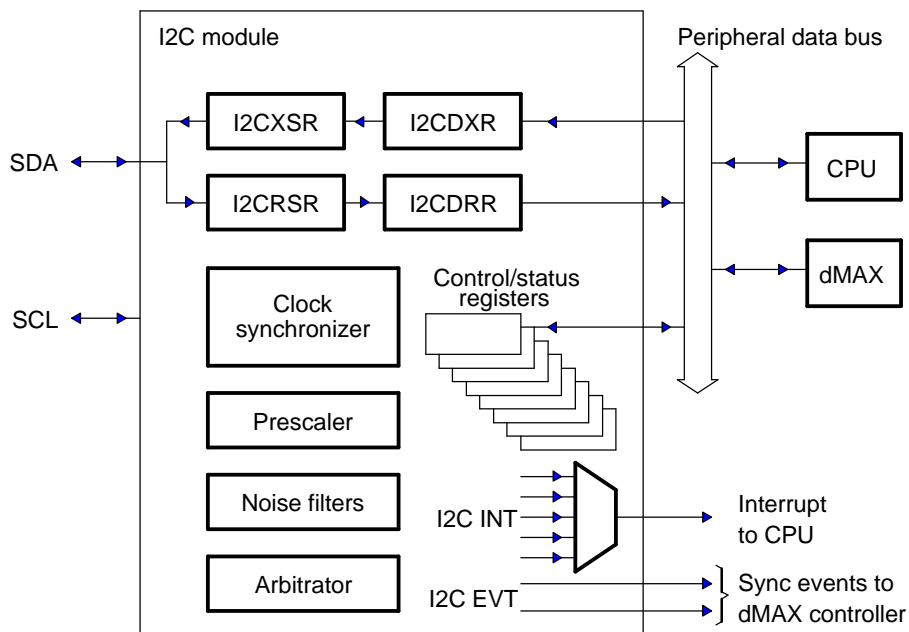 I2C module
Peripheral data bus
I2CXSR
I2CDXR
SDA
CPU
I2CRSR
I2CDRR
dMAX
Control/status
registers
Clock
synchronizer
SCL
Prescaler
Noise filters
I2C INT
Interrupt
to CPU
Arbitrator
I2C EVT
Sync events to
dMAX controller